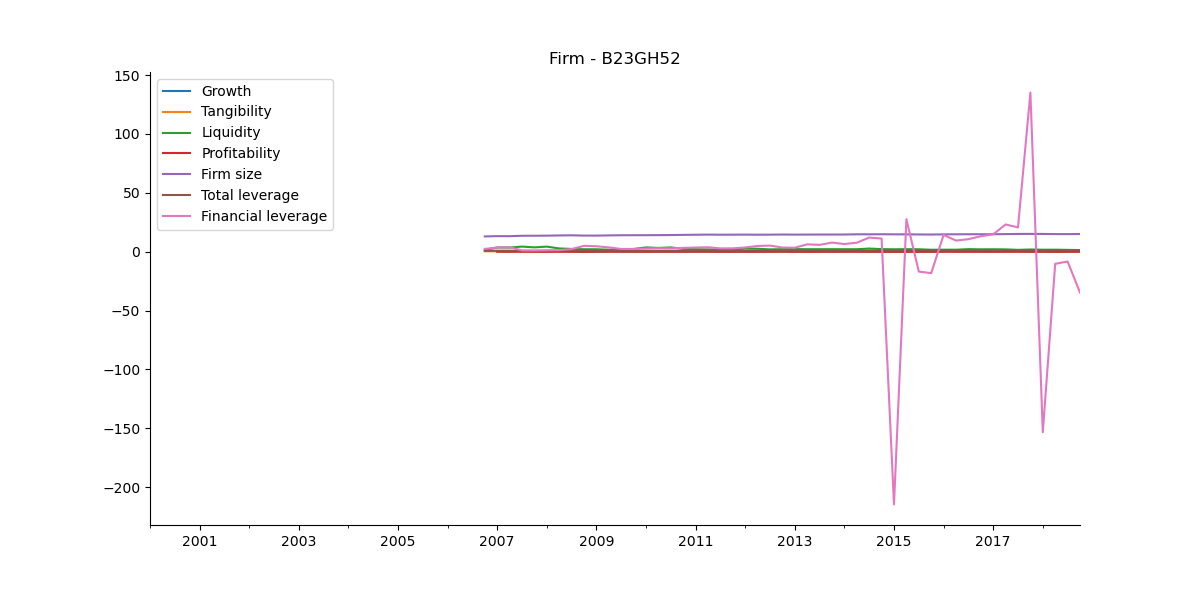 Firm - B23GH52
150
100
50
0
−50
−100
−150
−200
Growth
Tangibility
Liquidity
Profitability
Firm size
Total leverage
Financial leverage
2001 2003 2005 2007 2009 2011 2013 2015 2017